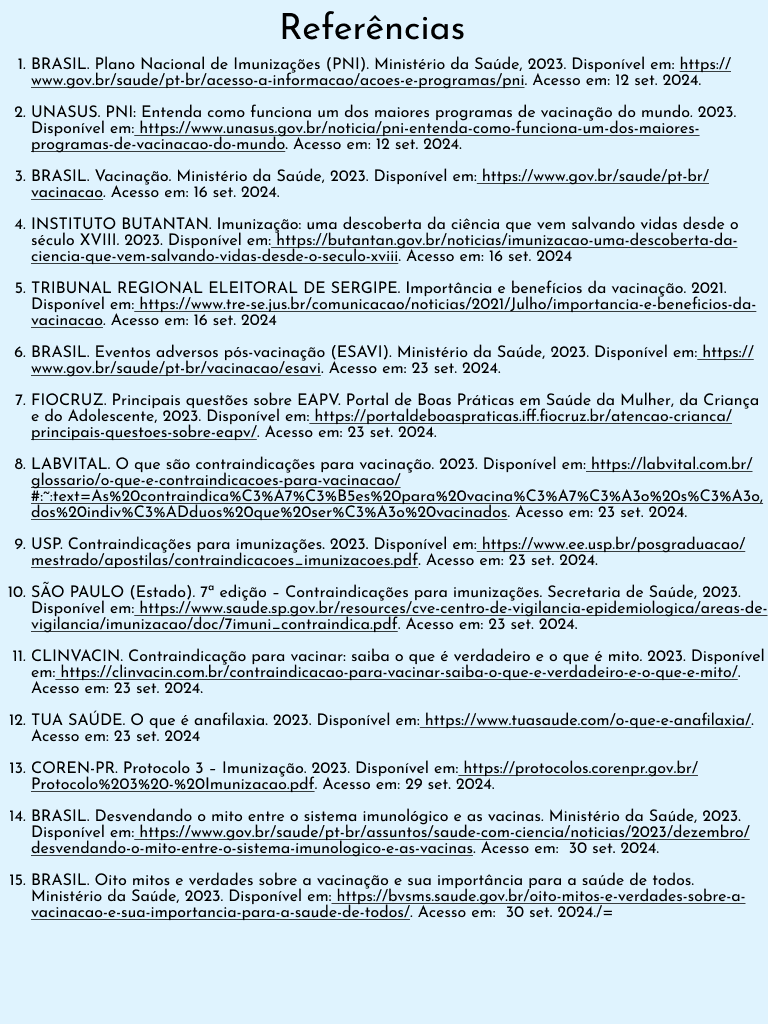 Referências
1. BRASIL. Plano Nacional de Imunizações (PNI). Ministério da Saúde, 2023. Disponível em: https://
www.gov.br/saude/pt-br/acesso-a-informacao/acoes-e-programas/pni. Acesso em: 12 set. 2024.
2. UNASUS. PNI: Entenda como funciona um dos maiores programas de vacinação do mundo. 2023.
Disponível em: https://www.unasus.gov.br/noticia/pni-entenda-como-funciona-um-dos-maiores-
programas-de-vacinacao-do-mundo. Acesso em: 12 set. 2024.
3. BRASIL. Vacinação. Ministério da Saúde, 2023. Disponível em: https://www.gov.br/saude/pt-br/
vacinacao. Acesso em: 16 set. 2024.
4. INSTITUTO BUTANTAN. Imunização: uma descoberta da ciência que vem salvando vidas desde o
século XVIII. 2023. Disponível em: https://butantan.gov.br/noticias/imunizacao-uma-descoberta-da-
ciencia-que-vem-salvando-vidas-desde-o-seculo-xviii. Acesso em: 16 set. 2024
5. TRIBUNAL REGIONAL ELEITORAL DE SERGIPE. Importância e benefícios da vacinação. 2021.
Disponível em: https://www.tre-se.jus.br/comunicacao/noticias/2021/Julho/importancia-e-beneficios-da-
vacinacao. Acesso em: 16 set. 2024
6. BRASIL. Eventos adversos pós-vacinação (ESAVI). Ministério da Saúde, 2023. Disponível em: https://
www.gov.br/saude/pt-br/vacinacao/esavi. Acesso em: 23 set. 2024.
7. FIOCRUZ. Principais questões sobre EAPV. Portal de Boas Práticas em Saúde da Mulher, da Criança
e do Adolescente, 2023. Disponível em: https://portaldeboaspraticas.iff.fiocruz.br/atencao-crianca/
principais-questoes-sobre-eapv/. Acesso em: 23 set. 2024.
8. LABVITAL. O que são contraindicações para vacinação. 2023. Disponível em: https://labvital.com.br/
glossario/o-que-e-contraindicacoes-para-vacinacao/
#:~:text=As%20contraindica%C3%A7%C3%B5es%20para%20vacina%C3%A7%C3%A3o%20s%C3%A3o,
dos%20indiv%C3%ADduos%20que%20ser%C3%A3o%20vacinados. Acesso em: 23 set. 2024.
9. USP. Contraindicações para imunizações. 2023. Disponível em: https://www.ee.usp.br/posgraduacao/
mestrado/apostilas/contraindicacoes_imunizacoes.pdf. Acesso em: 23 set. 2024.
10. SÃO PAULO (Estado). 7ª edição – Contraindicações para imunizações. Secretaria de Saúde, 2023.
Disponível em: https://www.saude.sp.gov.br/resources/cve-centro-de-vigilancia-epidemiologica/areas-de-
vigilancia/imunizacao/doc/7imuni_contraindica.pdf. Acesso em: 23 set. 2024.
11. CLINVACIN. Contraindicação para vacinar: saiba o que é verdadeiro e o que é mito. 2023. Disponível
em: https://clinvacin.com.br/contraindicacao-para-vacinar-saiba-o-que-e-verdadeiro-e-o-que-e-mito/.
Acesso em: 23 set. 2024.
12. TUA SAÚDE. O que é anafilaxia. 2023. Disponível em: https://www.tuasaude.com/o-que-e-anafilaxia/.
Acesso em: 23 set. 2024
13. COREN-PR. Protocolo 3 – Imunização. 2023. Disponível em: https://protocolos.corenpr.gov.br/
Protocolo%203%20-%20Imunizacao.pdf. Acesso em: 29 set. 2024.
14. BRASIL. Desvendando o mito entre o sistema imunológico e as vacinas. Ministério da Saúde, 2023.
Disponível em: https://www.gov.br/saude/pt-br/assuntos/saude-com-ciencia/noticias/2023/dezembro/
desvendando-o-mito-entre-o-sistema-imunologico-e-as-vacinas. Acesso em:  30 set. 2024.
15. BRASIL. Oito mitos e verdades sobre a vacinação e sua importância para a saúde de todos.
Ministério da Saúde, 2023. Disponível em: https://bvsms.saude.gov.br/oito-mitos-e-verdades-sobre-a-
vacinacao-e-sua-importancia-para-a-saude-de-todos/. Acesso em:  30 set. 2024./=